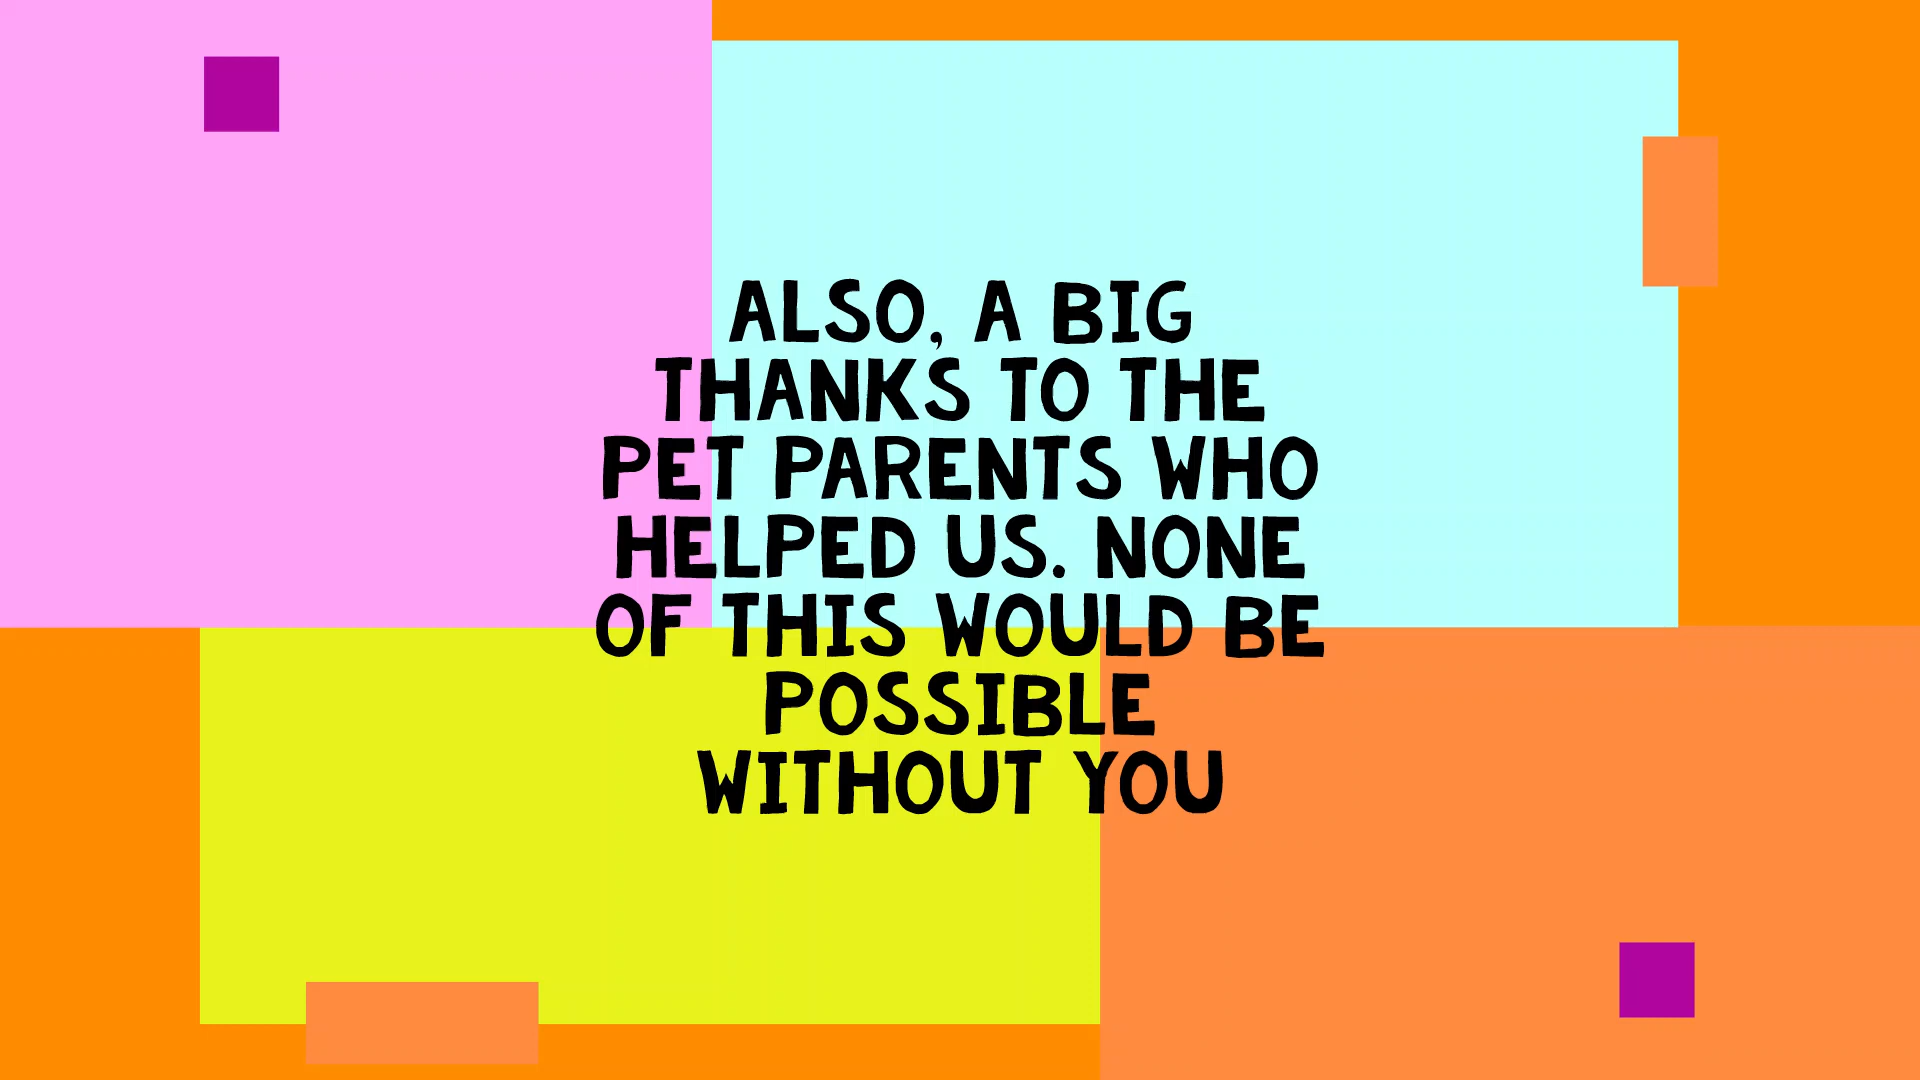 ALSO, A BIG
THANKS TO THE
PET PARENTS WHO
HELPED US. NONE
OF THIS WOULD BE
POSSIBLE
WITHOUT YOU